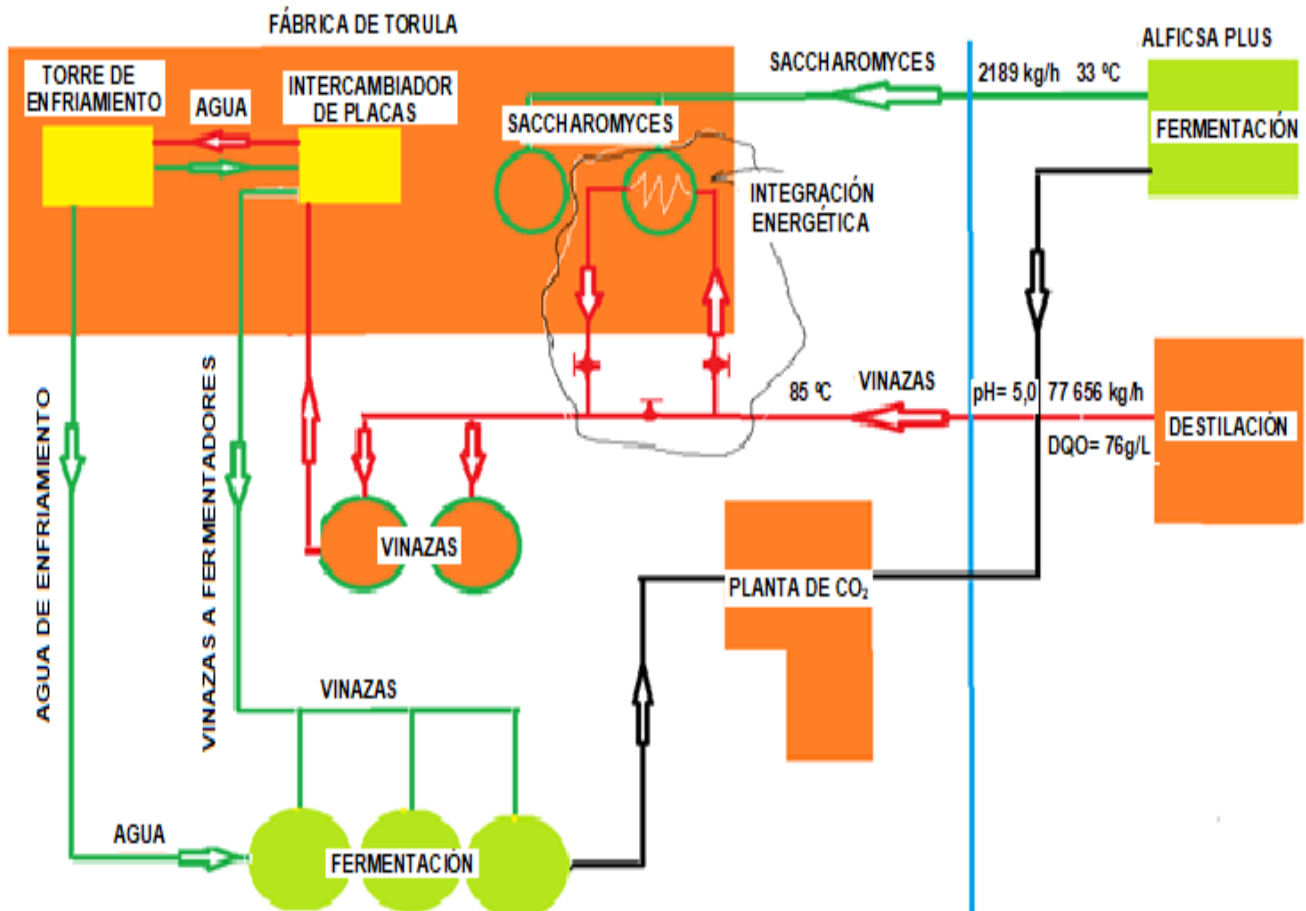 FÁBRICA DE TORULA
ALFICSA PLUS
TORRE DE
ENFRIAMIENTO
AGUA
INTERCAMBIADOR
DE PLACAS
SACCHAROMYCES
2189 kg/h 33 ºC
SACCHAROMYCES
FERMENTACIÓN
INTEGRACIÓN
ENERGÉTICA
85 ºC
VINAZAS
pH= 5,0
77 656 kg/h
DQO= 76g/L
DESTILACIÓN
AGUA DE ENFRIAMIENTO
VINAZAS A FERMENTADORES
VINAZAS
PLANTA DE CO₂
VINAZAS
AGUA
FERMENTACIÓN